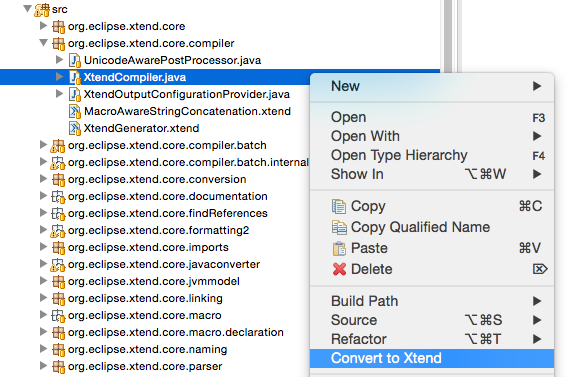 src
org.eclipse.xtend.core
org.eclipse.xtend.core.compiler
UnicodeAwarePostProcessor.java
XtendCompiler.java
XtendOutputConfigurationProvider.java
MacroAwareStringConcatenation.xtend
XtendGenerator.xtend
org.eclipse.xtend.core.compiler.batch
org.eclipse.xtend.core.compiler.batch.internal
org.eclipse.xtend.core.conversion
org.eclipse.xtend.core.documentation
org.eclipse.xtend.core.findReferences
org.eclipse.xtend.core.formatting2
org.eclipse.xtend.core.imports
org.eclipse.xtend.core.javaconverter
org.eclipse.xtend.core.jvmmodel
org.eclipse.xtend.core.linking
org.eclipse.xtend.core.macro
org.eclipse.xtend.core.macro.declaration
org.eclipse.xtend.core.naming
org.eclipse.xtend.core.parser
New
Open F3
Open With
Open Type Hierarchy F4
Show In ⌥⌘W
Copy ⌘C
Copy Qualified Name
Paste ⌘V
Delete ⌦
Build Path
Source ⌥⌘S
Refactor ⌥⌘T
Convert to Xtend